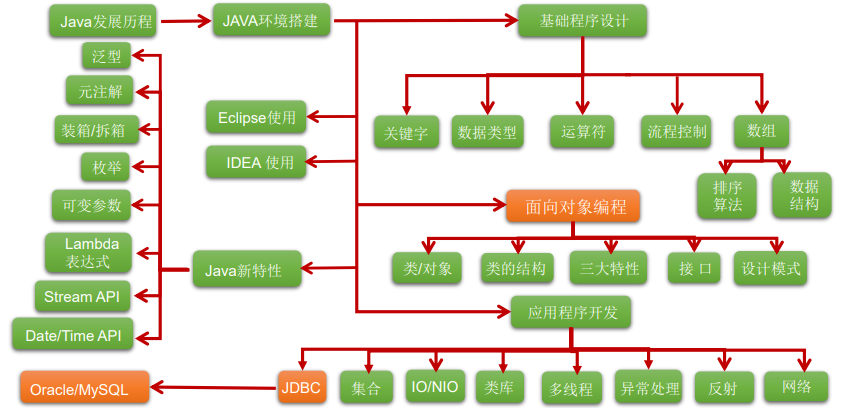 Java发展历程
JAVA环境搭建
基础程序设计
泛型
元注解
装箱/拆箱
枚举
可变参数
Lambda
表达式
Stream API
Date/Time API
Eclipse使用
IDEA 使用
Java新特性
关键字
数据类型
运算符
流程控制
数组
排序
算法
数据
结构
面向对象编程
类/对象
类的结构
三大特性
接 口
设计模式
应用程序开发
Oracle/MySQL
JDBC
集合
IO/NIO
类库
多线程
异常处理
反射
网络